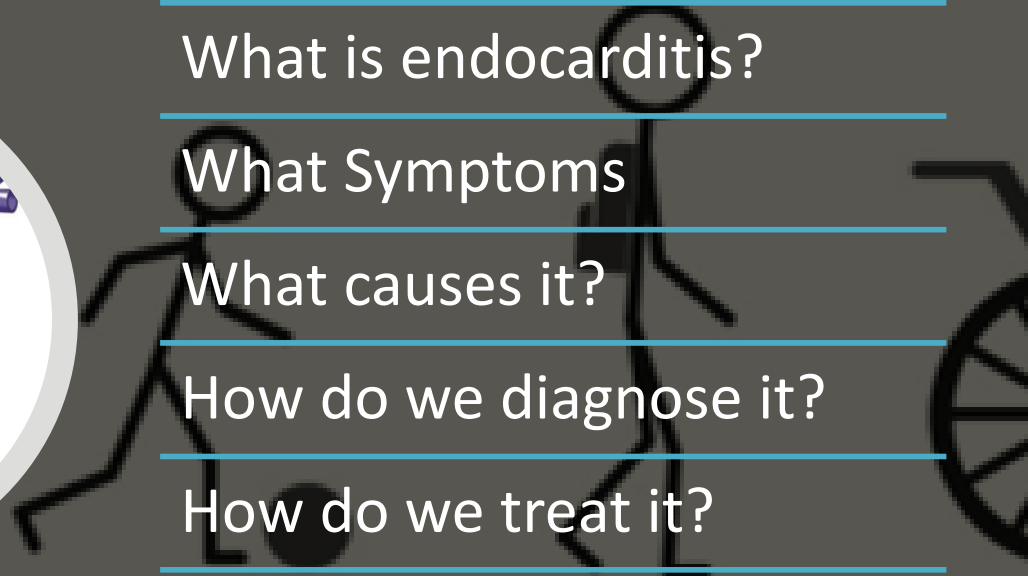 What is endocarditis?
What Symptoms
What causes it?
How do we diagnose it?
How do we treat it?